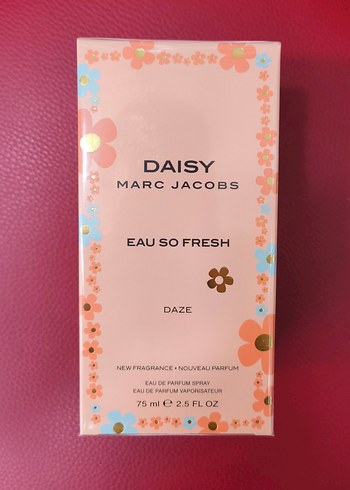 DAISY
MARC JACOBS
EAU SO FRESH
DAZE
NEW FRAGRANCE • NOUVEAU PARFUM
EAU DE PARFUM SPRAY
EAU DE PARFUM VAPORISATEUR
75 ml ℮ 2.5 FL OZ